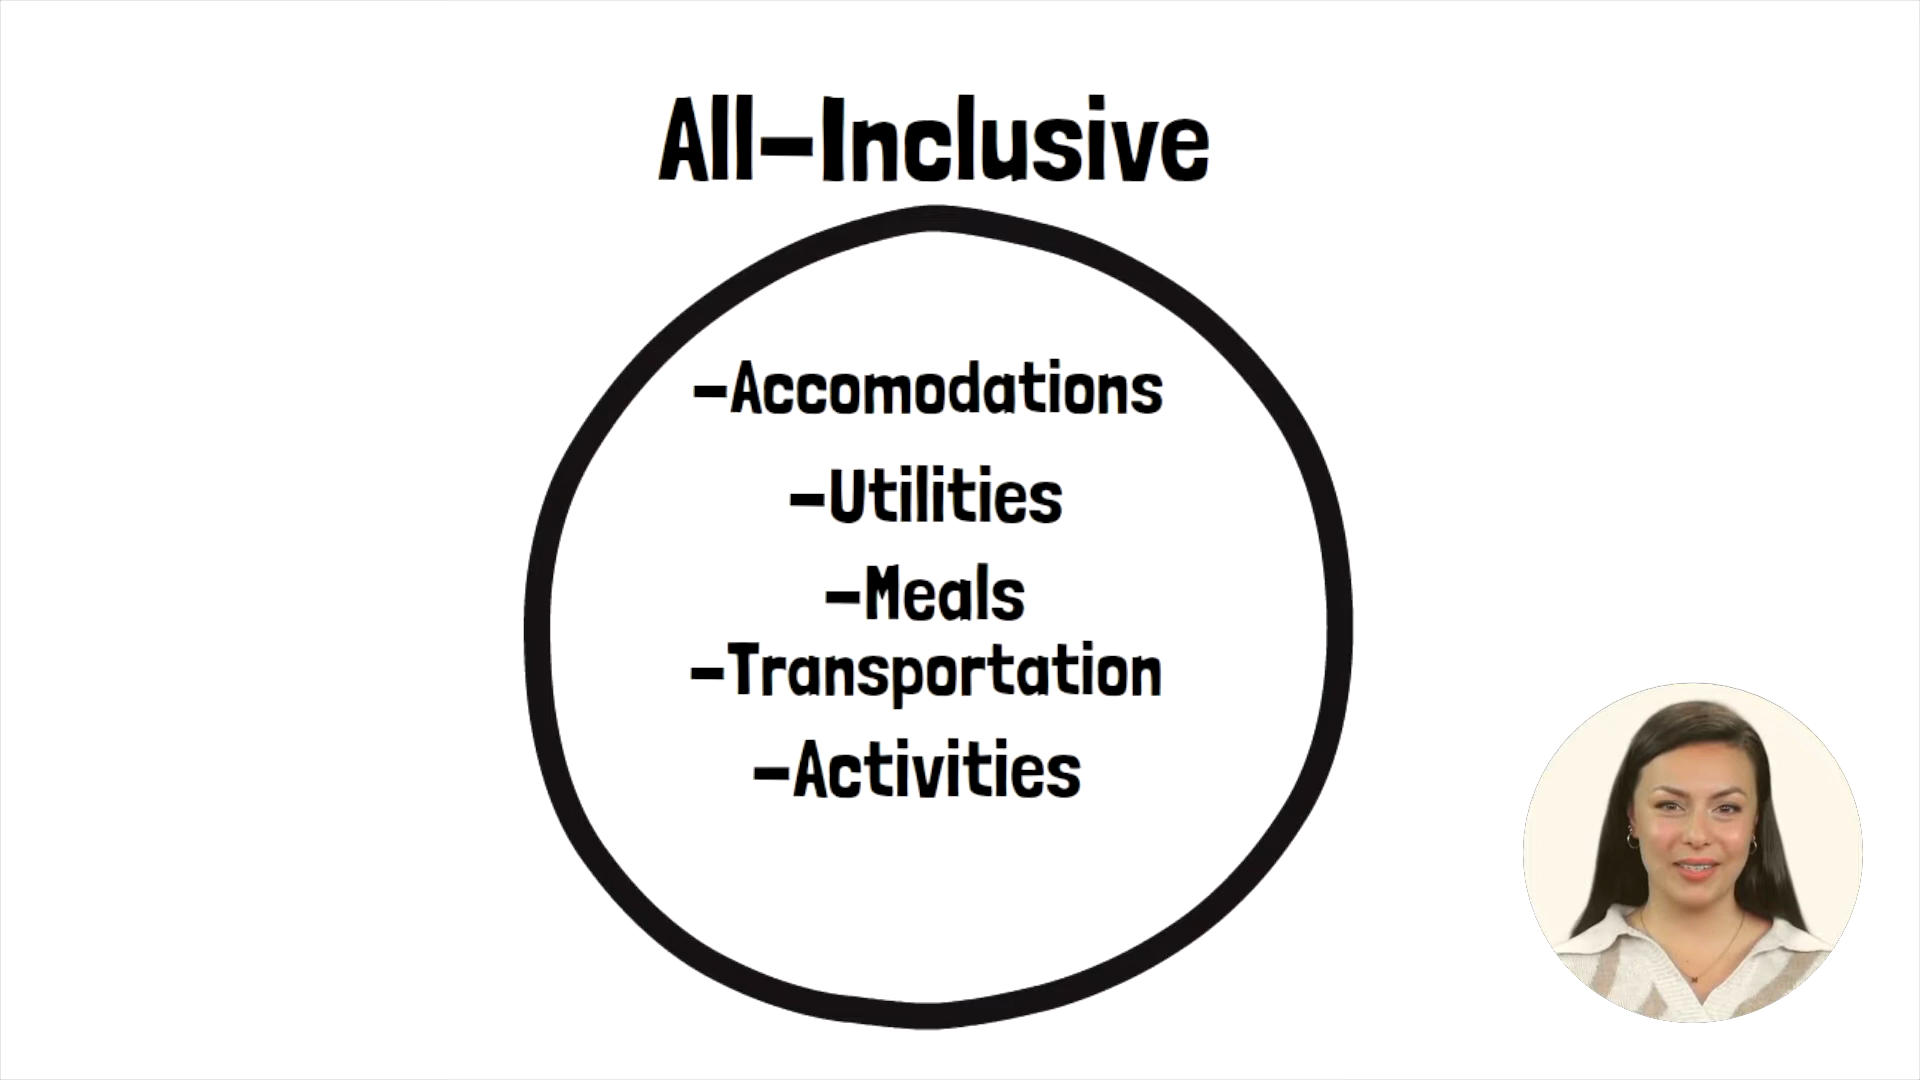 All-Inclusive
-Accomodations
-Utilities
-Meals
-Transportation
-Activities